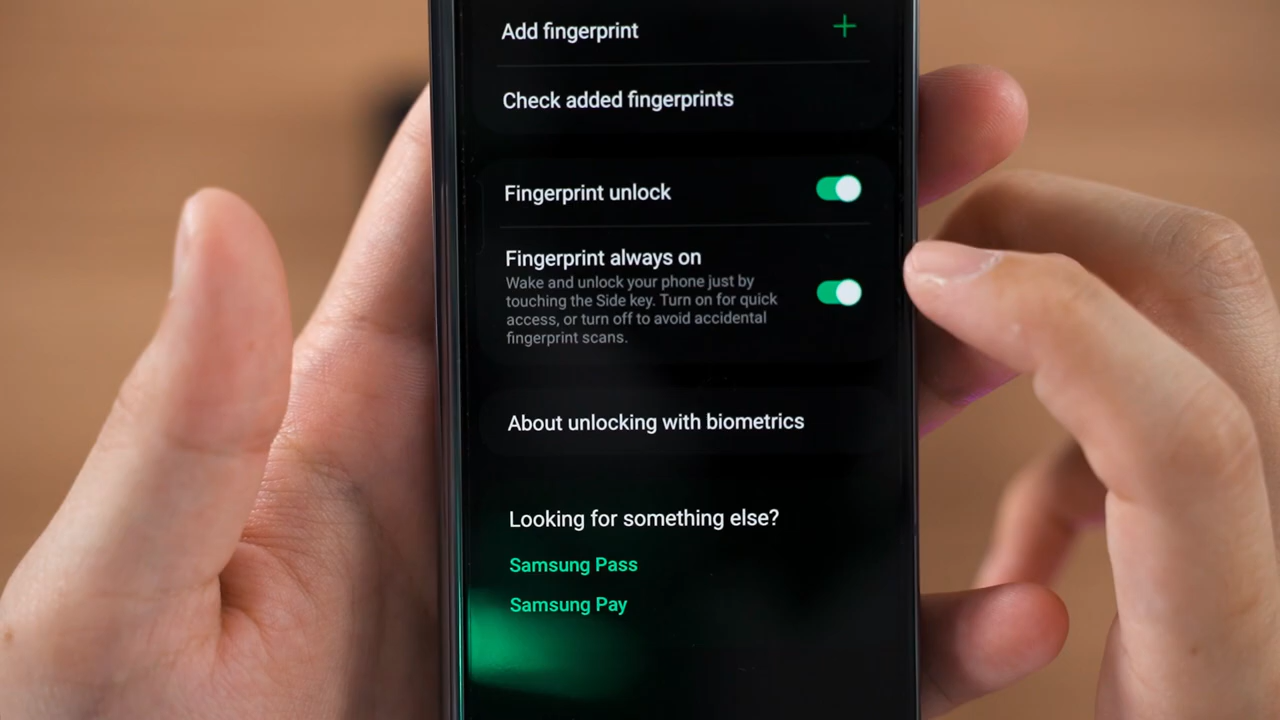 Add fingerprint
Check added fingerprints
Fingerprint unlock
Fingerprint always on
Wake and unlock your phone just by
touching the Side key. Turn on for quick
access, or turn off to avoid accidental
fingerprint scans.
About unlocking with biometrics
Looking for something else?
Samsung Pass
Samsung Pay